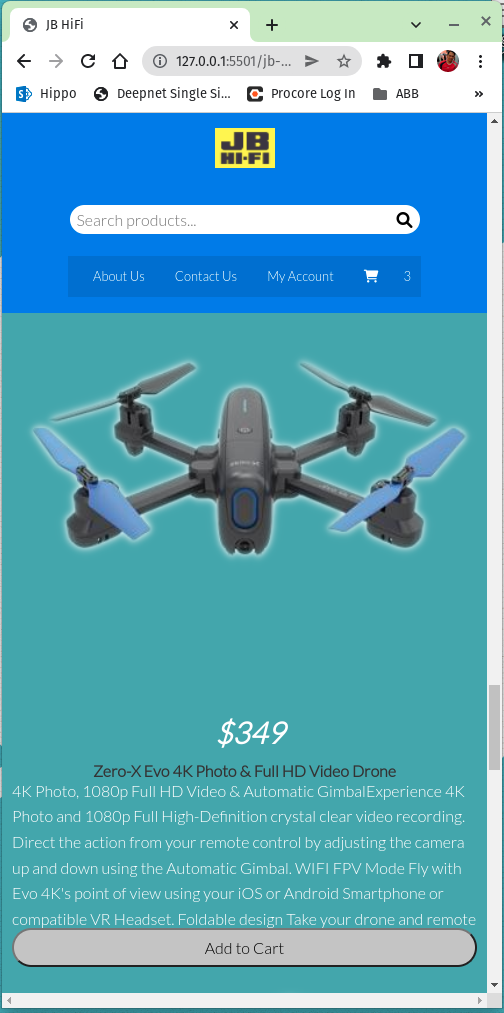 JB HiFi
127.0.0.1:5501/jb-...
Hippo
Deepnet Single Si...
Procore Log In
ABB
»
JB
HI-FI
Search products...
About Us
Contact Us
My Account
3
$349
Zero-X Evo 4K Photo & Full HD Video Drone
4K Photo, 1080p Full HD Video & Automatic GimbalExperience 4K
Photo and 1080p Full High-Definition crystal clear video recording.
Direct the action from your remote control by adjusting the camera
up and down using the Automatic Gimbal. WIFI FPV Mode Fly with
Evo 4K's point of view using your iOS or Android Smartphone or
compatible VR Headset. Foldable design Take your drone and remote
Add to Cart